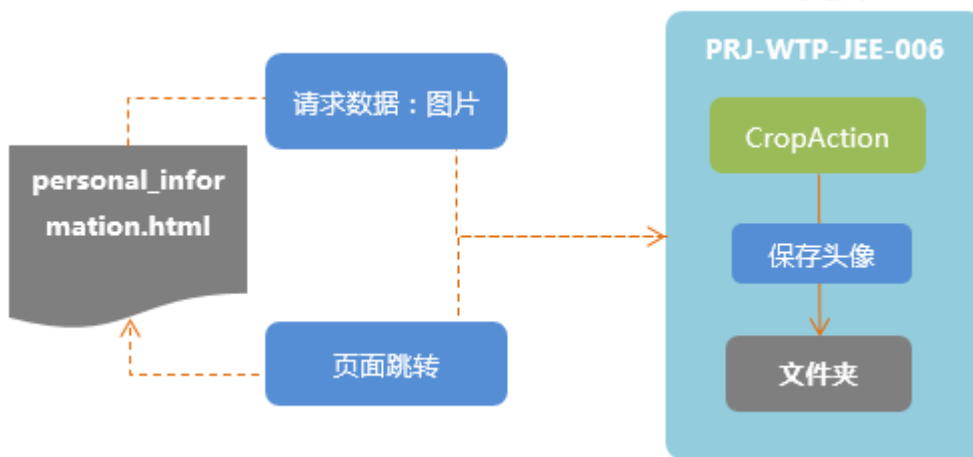 PRJ-WTP-JEE-006
请求数据：图片
CropAction
personal_infor
mation.html
保存头像
页面跳转
文件夹